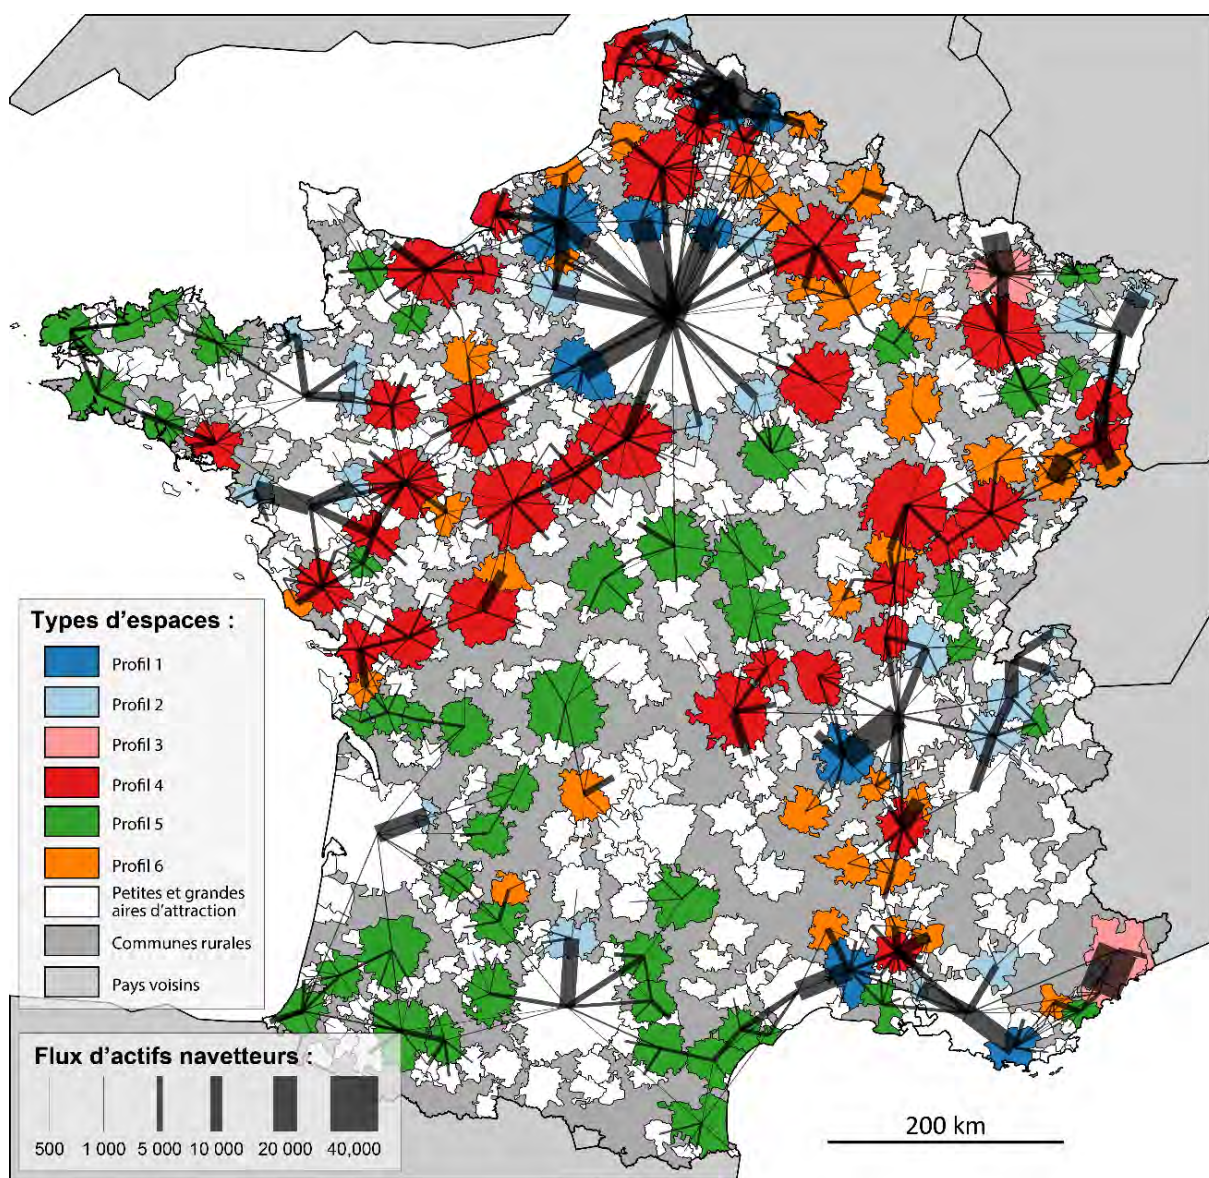 Types d'espaces :
Profil 1
Profil 2
Profil 3
Profil 4
Profil 5
Profil 6
Petites et grandes
aires d'attraction
Communes rurales
Pays voisins
Flux d'actifs navetteurs :
500 1 000 5 000 10 000 20 000 40,000
200 km